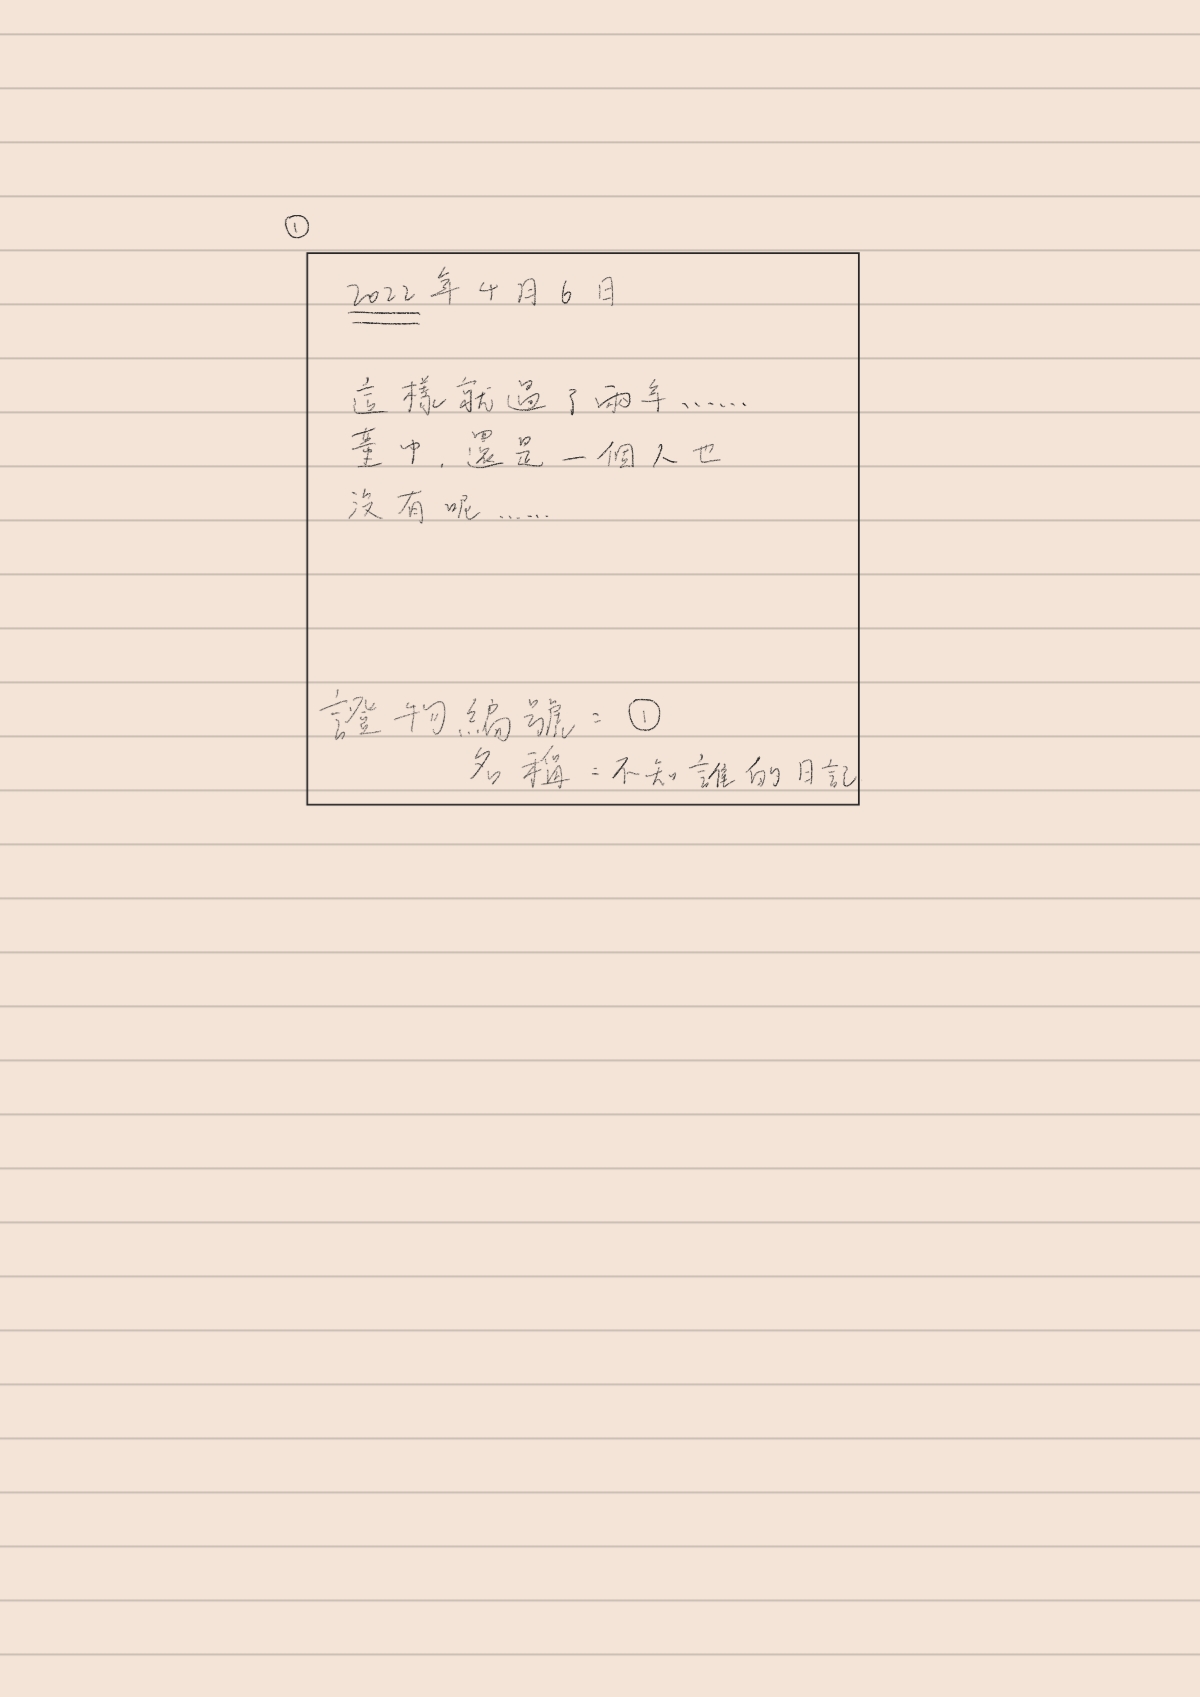 ①
2022年4月6日
這樣就過了兩年……
臺中,還是一個人也
沒有呢……
證物編號:①
名稱:不知誰的日記